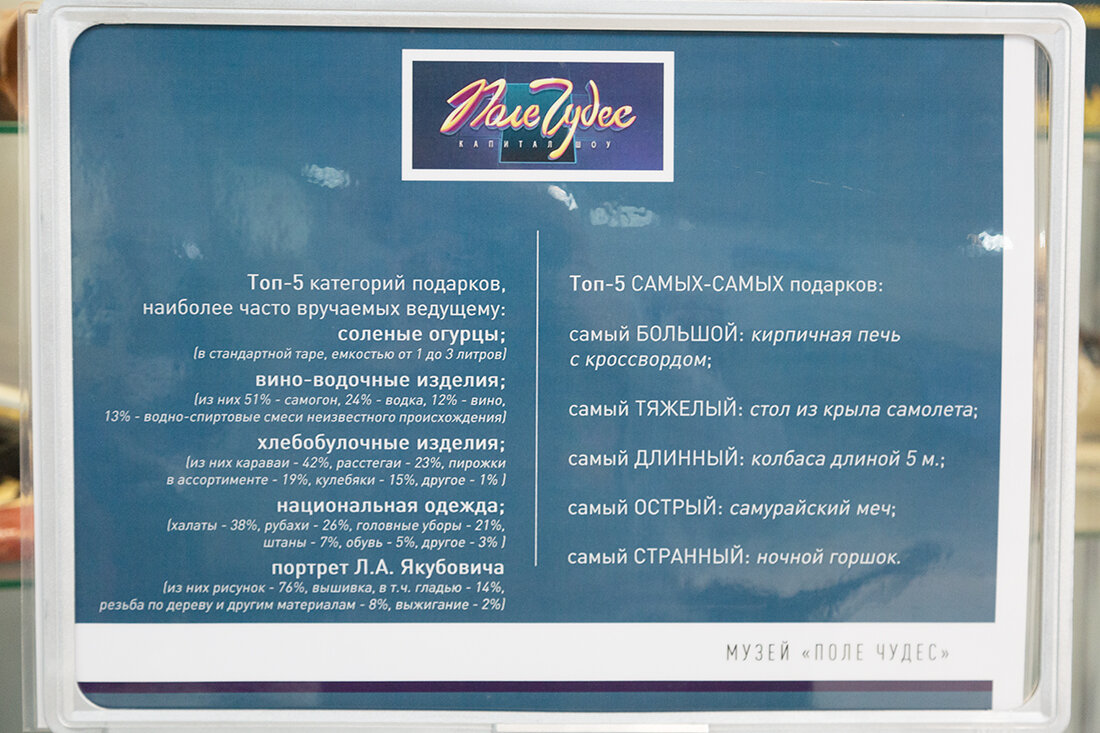 Поле Чудес
КАПИТАЛ ШОУ
Топ-5 категорий подарков,
наиболее часто вручаемых ведущему:
соленые огурцы;
(в стандартной таре, емкостью от 1 до 3 литров)
вино-водочные изделия;
(из них 51% - самогон, 24% - водка, 12% - вино,
13% - водно-спиртовые смеси неизвестного происхождения)
хлебобулочные изделия;
(из них караваи - 42%, расстегаи - 23%, пирожки
в ассортименте - 19%, кулебяки - 15%, другое - 1% )
национальная одежда;
(халаты - 38%, рубахи - 26%, головные уборы - 21%,
штаны - 7%, обувь - 5%, другое - 3% )
портрет Л.А. Якубовича
(из них рисунок - 76%, вышивка, в т.ч. гладью - 14%,
резьба по дереву и другим материалам - 8%, выжигание - 2%)
Топ-5 САМЫХ-САМЫХ подарков:
самый БОЛЬШОЙ: кирпичная печь
с кроссвордом;
самый ТЯЖЕЛЫЙ: стол из крыла самолета;
самый ДЛИННЫЙ: колбаса длиной 5 м.;
самый ОСТРЫЙ: самурайский меч;
самый СТРАННЫЙ: ночной горшок.
МУЗЕЙ «ПОЛЕ ЧУДЕС»